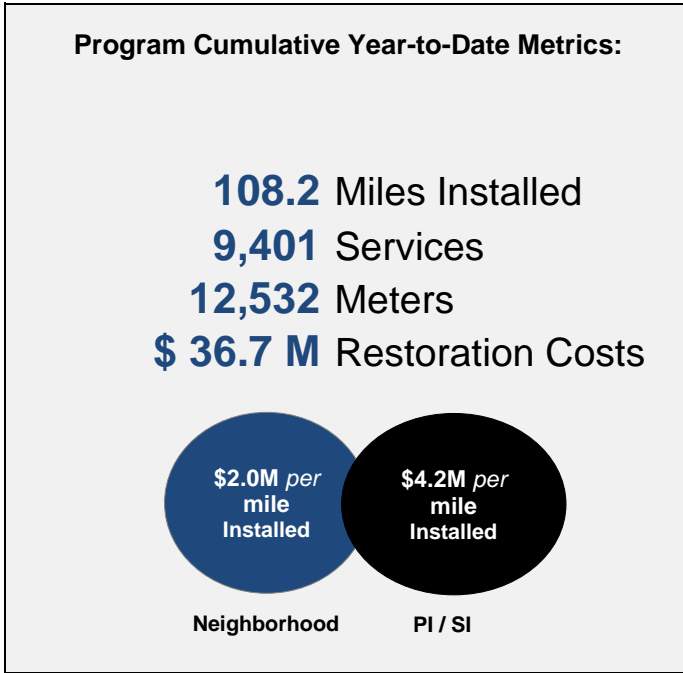 Program Cumulative Year-to-Date Metrics:
108.2 Miles Installed
9,401 Services
12,532 Meters
$ 36.7 M Restoration Costs
$2.0M per
mile
Installed
$4.2M per
mile
Installed
Neighborhood
PI / SI